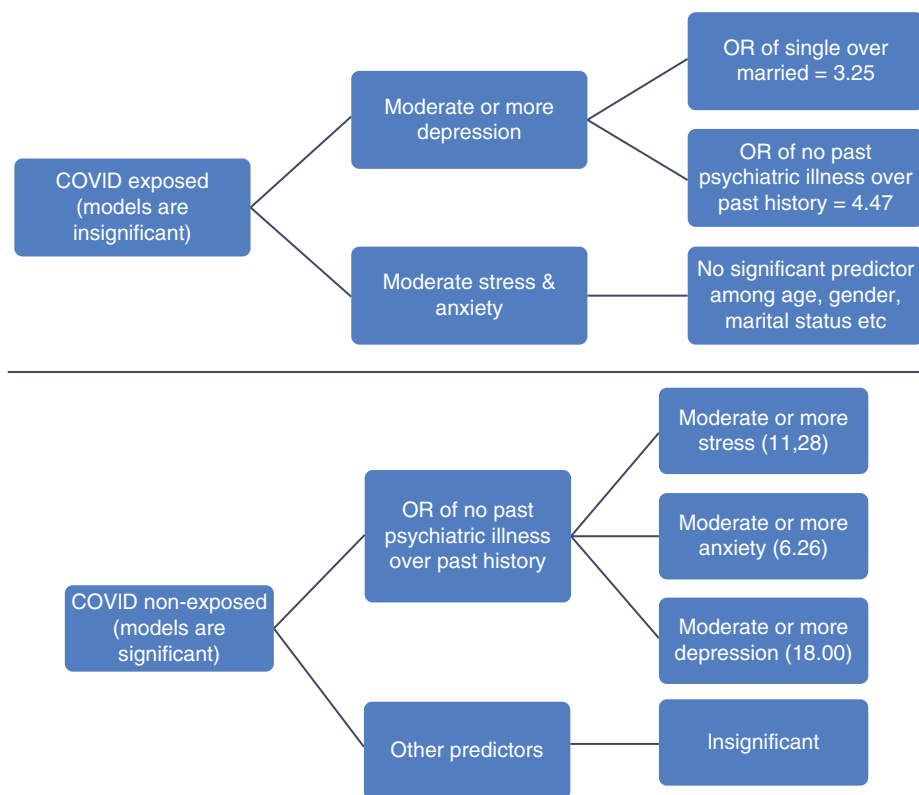 COVID exposed
(models are
insignificant)
Moderate or more
depression
OR of single over
married = 3.25
OR of no past
psychiatric illness over
past history = 4.47
Moderate stress &
anxiety
No significant predictor
among age, gender,
marital status etc
COVID non-exposed
(models are
significant)
OR of no past
psychiatric illness
over past history
Moderate or more
stress (11,28)
Moderate or more
anxiety (6.26)
Moderate or more
depression (18.00)
Other predictors
Insignificant